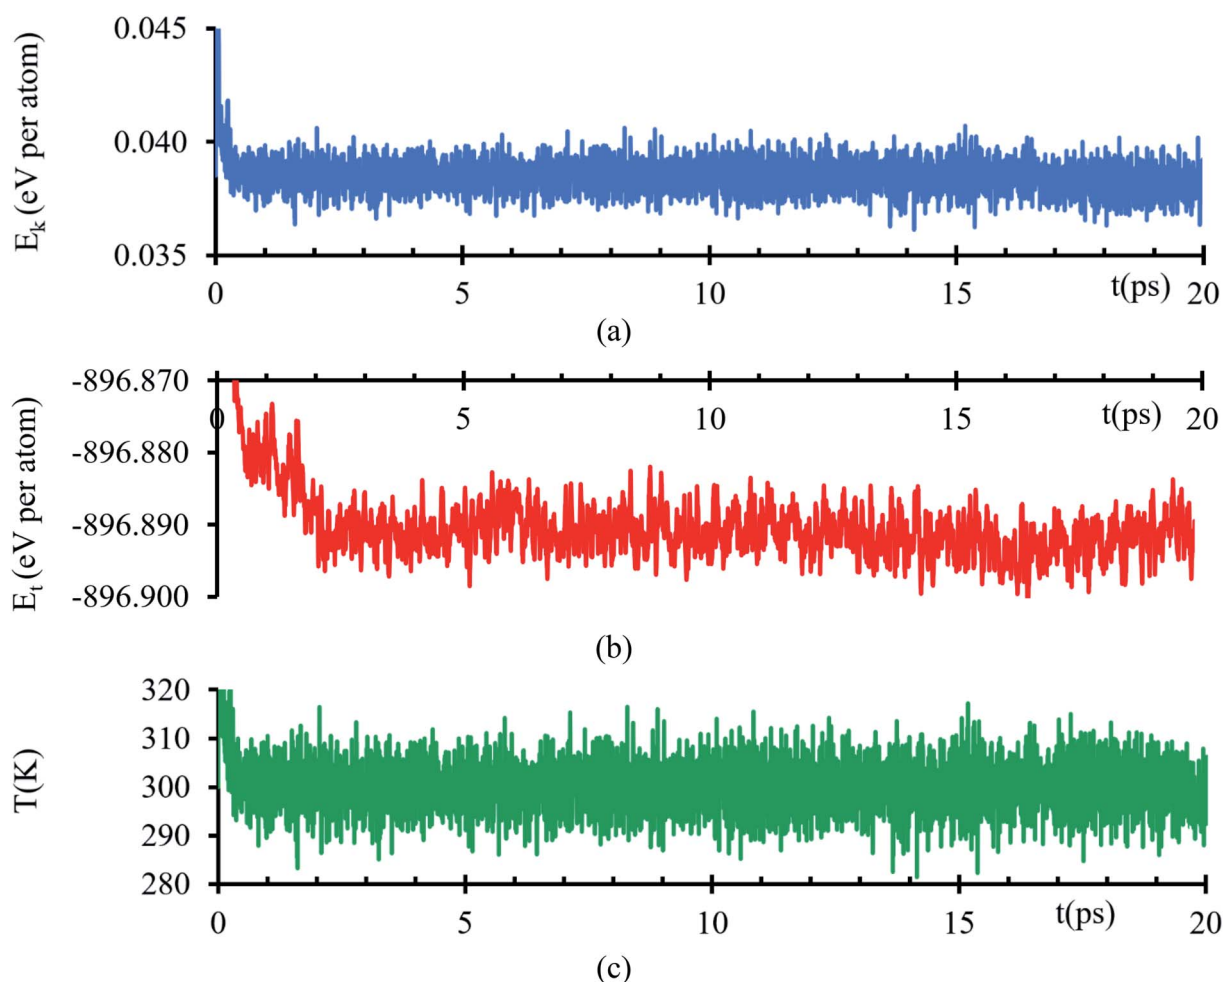 0.045
0.040
0.035
E_k (eV per atom)
0 5 10 15 t(ps) 20
(a)
-896.870
-896.880
-896.890
-896.900
E_t (eV per atom)
0 5 10 15 t(ps) 20
(b)
320
310
300
290
280
T(K)
0 5 10 15 t(ps) 20
(c)